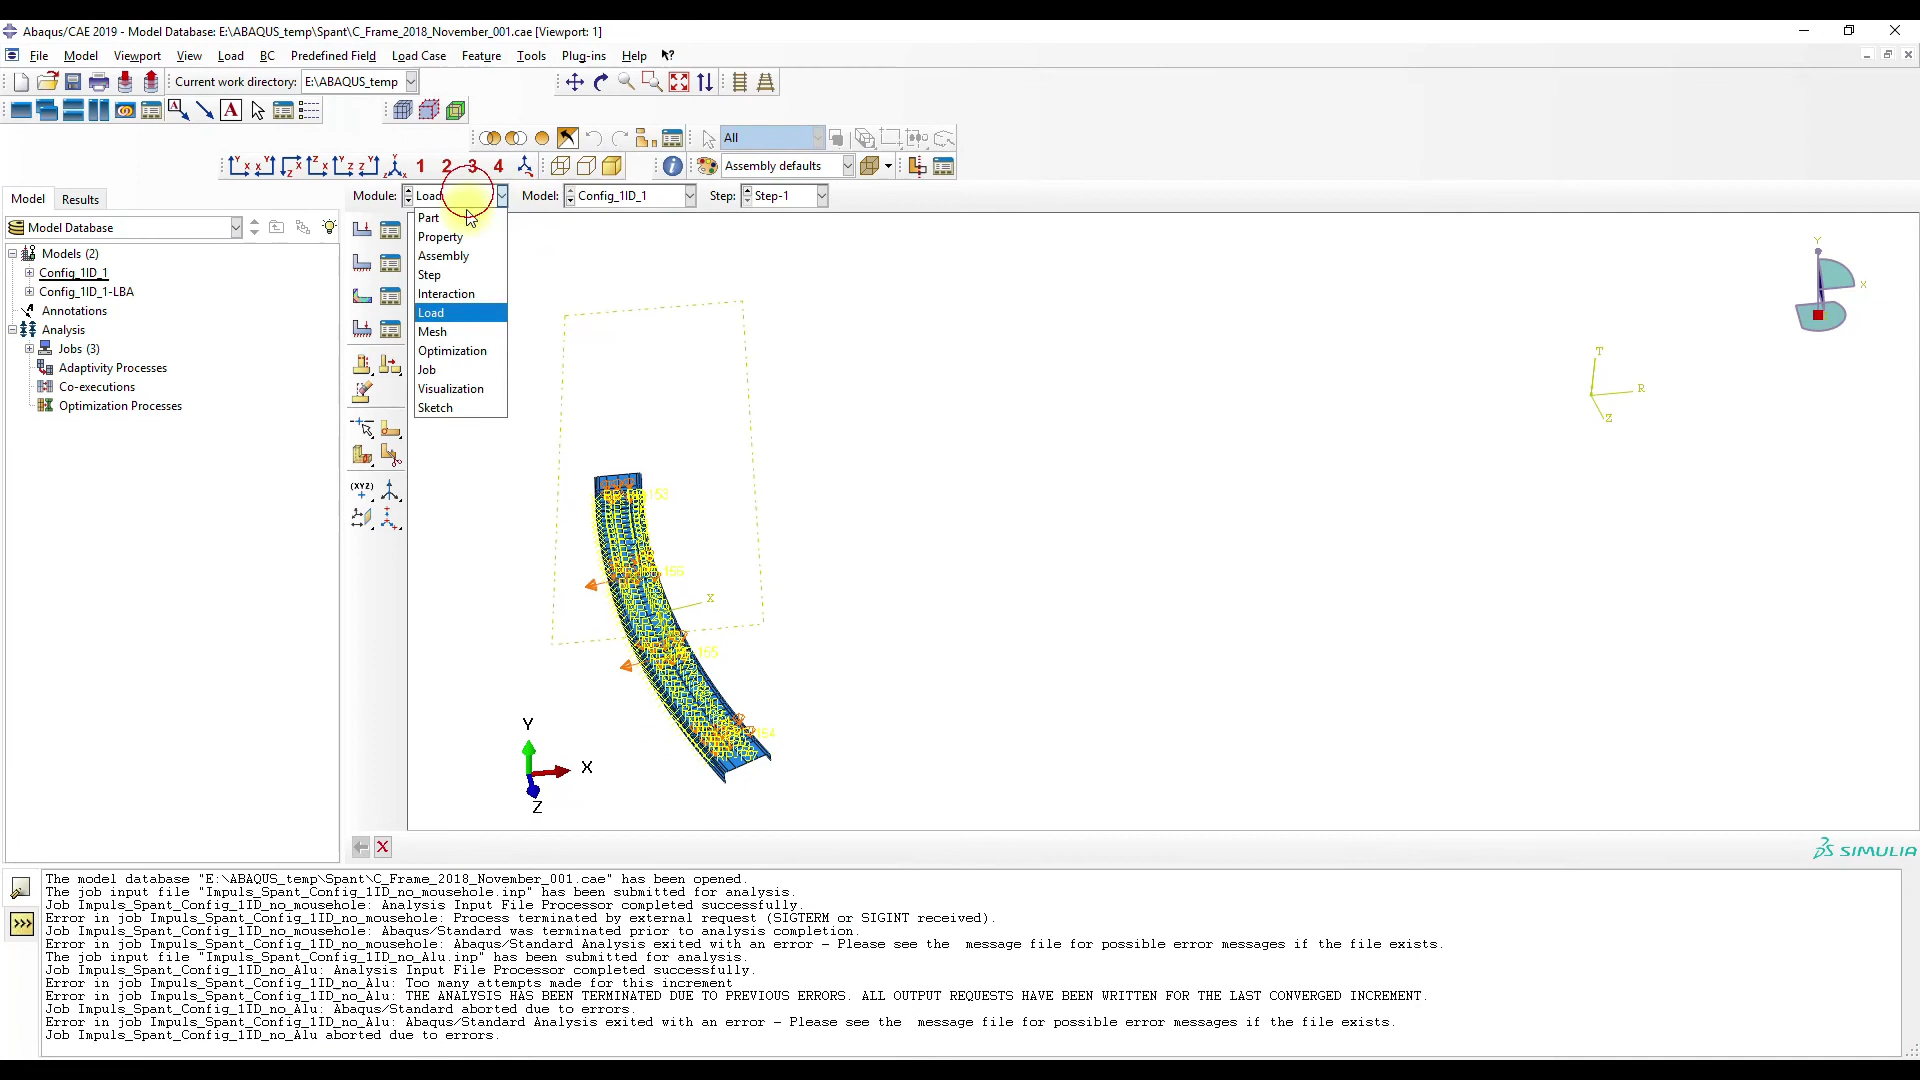 Abaqus/CAE 2019 - Model Database: E:\ABAQUS_temp\Spant\C_Frame_2018_November_001.cae [Viewport: 1]
File Model Viewport View Load BC Predefined Field Load Case Feature Tools Plug-ins Help
Current work directory: E:\ABAQUS_temp
A A
All
1 2 3 4 Assembly defaults
Model Results Module: Load Model: Config_1ID_1 Step: Step-1
Model Database
Models (2)
Config_1ID_1
Config_1ID_1-LBA
Annotations
Analysis
Jobs (3)
Adaptivity Processes
Co-executions
Optimization Processes
Part
Property
Assembly
Step
Interaction
Load
Mesh
Optimization
Job
Visualization
Sketch
(XYZ)
Y
X
T
R
Z
X
Y
X
Z
SIMULIA
The model database "E:\ABAQUS_temp\Spant\C_Frame_2018_November_001.cae" has been opened.
The job input file "Impuls_Spant_Config_1ID_no_mousehole.inp" has been submitted for analysis.
Job Impuls_Spant_Config_1ID_no_mousehole: Analysis Input File Processor completed successfully.
Error in job Impuls_Spant_Config_1ID_no_mousehole: Process terminated by external request (SIGTERM or SIGINT received).
Job Impuls_Spant_Config_1ID_no_mousehole: Abaqus/Standard was terminated prior to analysis completion.
Error in job Impuls_Spant_Config_1ID_no_mousehole: Abaqus/Standard Analysis exited with an error - Please see the message file for possible error messages if the file exists.
The job input file "Impuls_Spant_Config_1ID_no_Alu.inp" has been submitted for analysis.
Job Impuls_Spant_Config_1ID_no_Alu: Analysis Input File Processor completed successfully.
Error in job Impuls_Spant_Config_1ID_no_Alu: Too many attempts made for this increment
Error in job Impuls_Spant_Config_1ID_no_Alu: THE ANALYSIS HAS BEEN TERMINATED DUE TO PREVIOUS ERRORS. ALL OUTPUT REQUESTS HAVE BEEN WRITTEN FOR THE LAST CONVERGED INCREMENT.
Job Impuls_Spant_Config_1ID_no_Alu: Abaqus/Standard aborted due to errors.
Error in job Impuls_Spant_Config_1ID_no_Alu: Abaqus/Standard Analysis exited with an error - Please see the message file for possible error messages if the file exists.
Job Impuls_Spant_Config_1ID_no_Alu aborted due to errors.